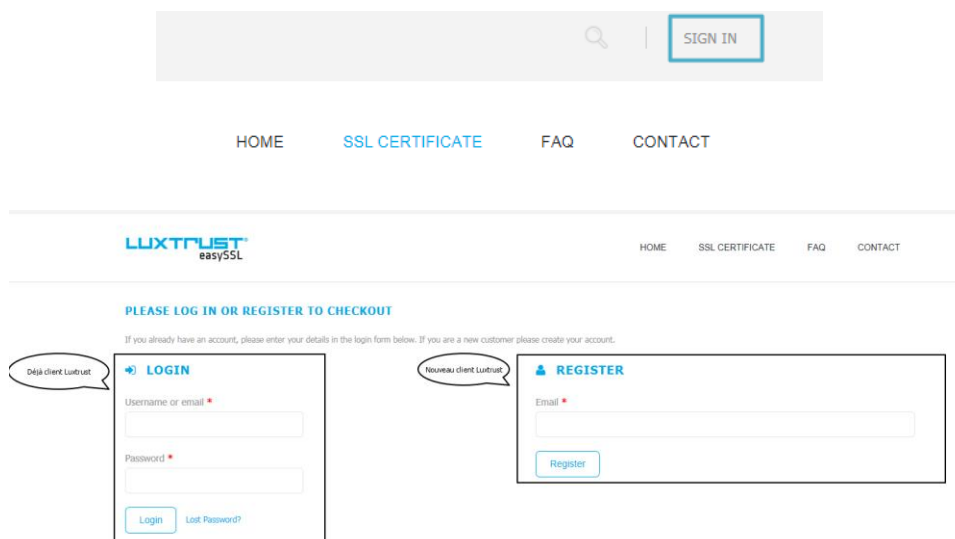 SIGN IN
HOME SSL CERTIFICATE FAQ CONTACT
LUXTRUST
easySSL
HOME SSL CERTIFICATE FAQ CONTACT
PLEASE LOG IN OR REGISTER TO CHECKOUT
If you already have an account, please enter your details in the login form below. If you are a new customer please create your account.
Déjà client Luxtrust
LOGIN
Username or email *
Password *
Login Lost Password?
Nouveau client Luxtrust
REGISTER
Email *
Register